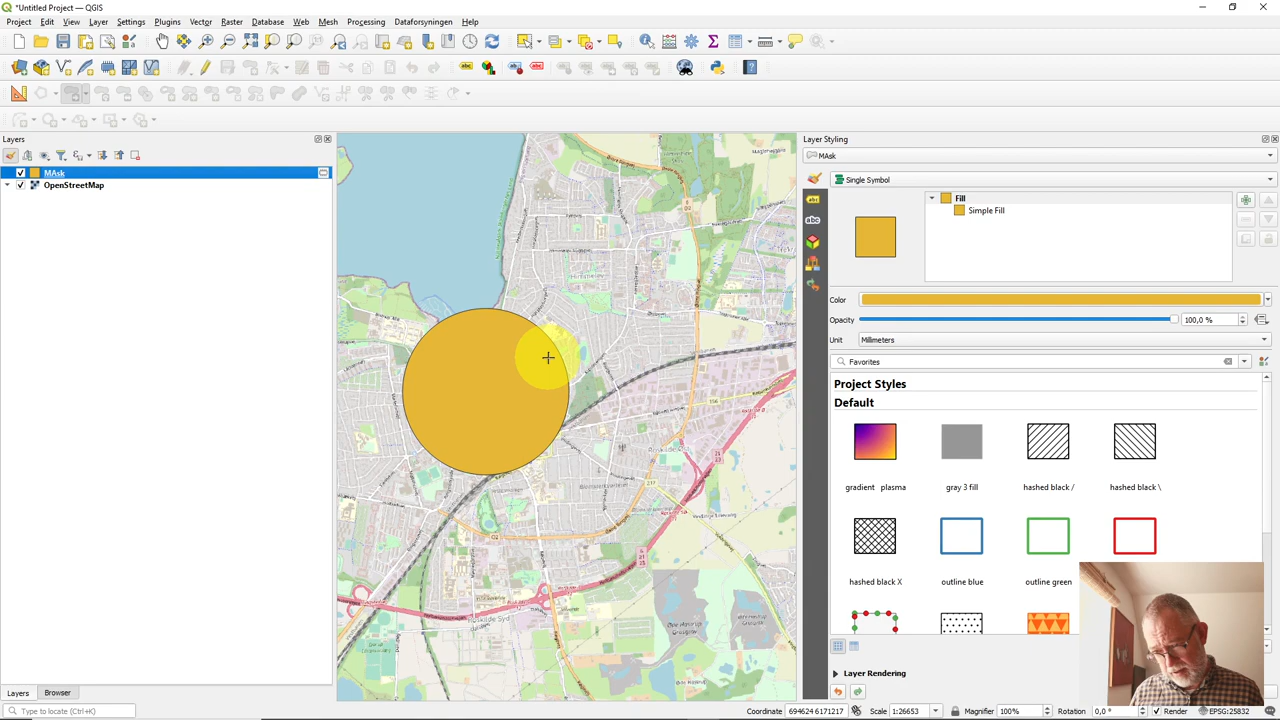 *Untitled Project — QGIS
Project Edit View Layer Settings Plugins Vector Raster Database Web Mesh Processing Dataforsyningen Help
Layers
MAsk
OpenStreetMap
Layer Styling
MAsk
Single Symbol
Fill
Simple Fill
Color
Opacity
100,0 %
Unit
Millimeters
Favorites
Project Styles
Default
gradient plasma
gray 3 fill
hashed black /
hashed black \
hashed black X
outline blue
outline green
Layer Rendering
Himmelev
Roskilde Syd
Layers
Browser
Type to locate (Ctrl+K)
Coordinate 694624 6171217
Scale 1:26653
Magnifier 100%
Rotation 0,0 °
Render
EPSG:25832